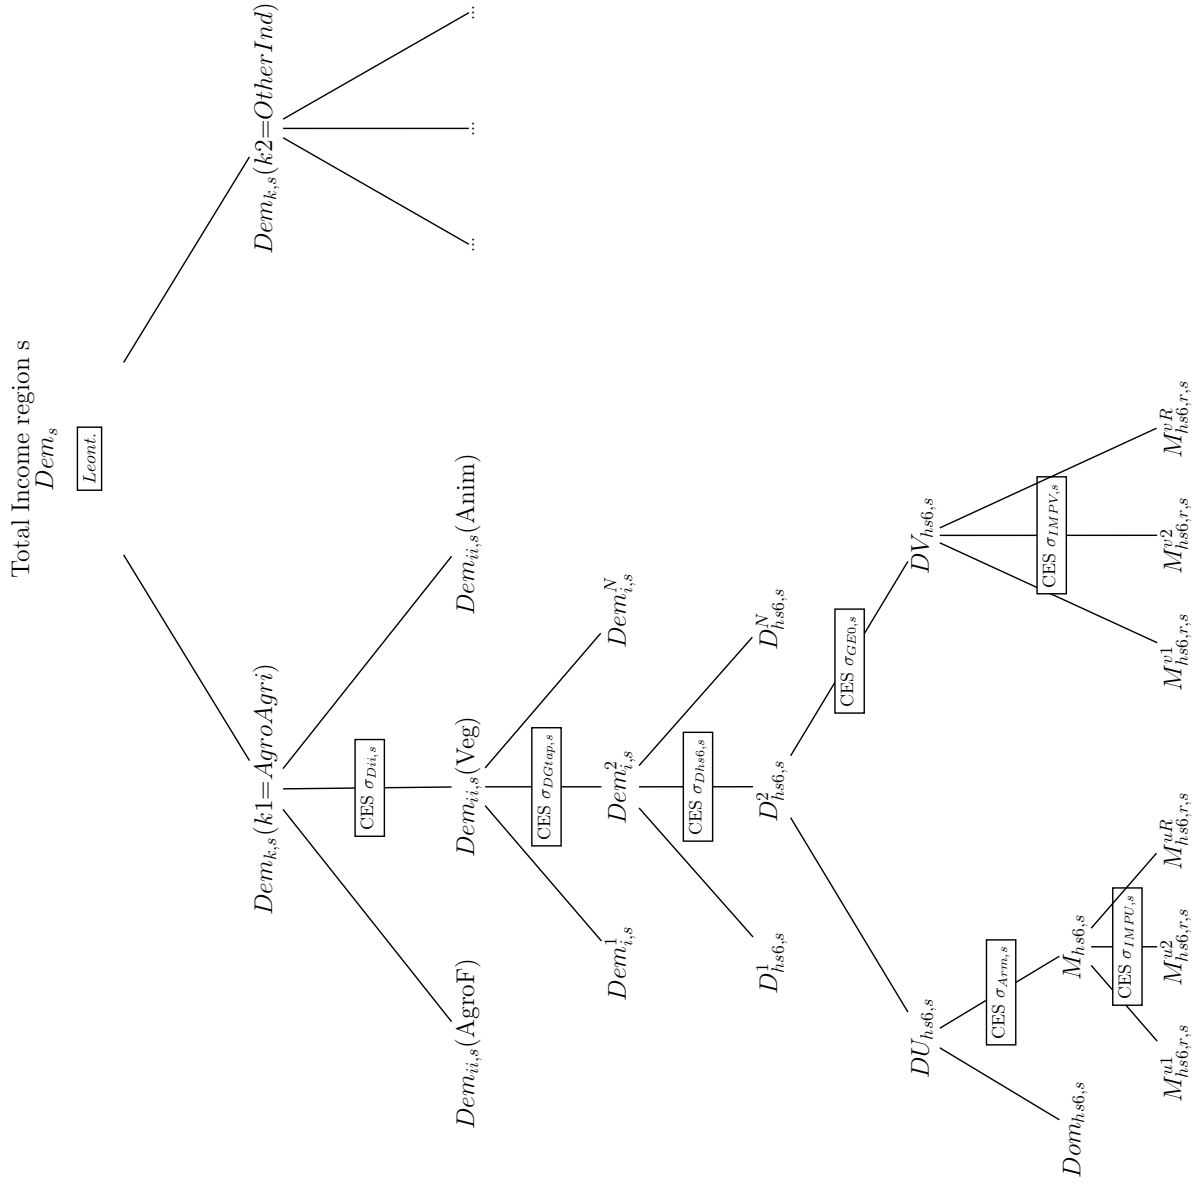 Total Income region s
Dem_s
Leont.
Dem_{k,s}(k1=AgroAgri)
Dem_{k,s}(k2=OtherInd)
CES σ_{Dii,s}
Dem_{ii,s}(AgroF)
Dem_{ii,s}(Veg)
Dem_{ii,s}(Anim)
...
...
...
CES σ_{DGtap,s}
Dem^1_{i,s}
Dem^2_{i,s}
Dem^N_{i,s}
CES σ_{Dhs6,s}
D^1_{hs6,s}
D^2_{hs6,s}
D^N_{hs6,s}
CES σ_{GE0,s}
DU_{hs6,s}
DV_{hs6,s}
CES σ_{Arm,s}
CES σ_{IMPV,s}
Dom_{hs6,s}
M_{hs6,s}
CES σ_{IMPU,s}
M^{u1}_{hs6,r,s}
M^{u2}_{hs6,r,s}
M^{uR}_{hs6,r,s}
M^{v1}_{hs6,r,s}
M^{v2}_{hs6,r,s}
M^{vR}_{hs6,r,s}